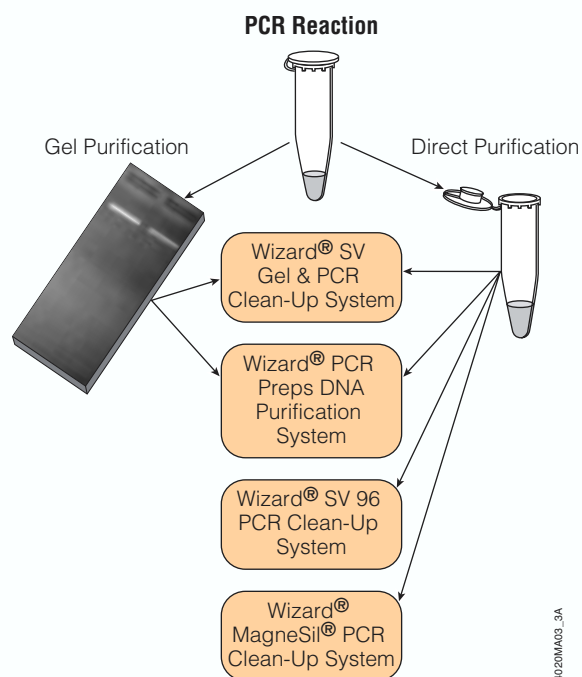 PCR Reaction
Gel Purification
Direct Purification
Wizard® SV
Gel & PCR
Clean-Up System
Wizard® PCR
Preps DNA
Purification
System
Wizard® SV 96
PCR Clean-Up
System
Wizard®
MagneSil® PCR
Clean-Up System